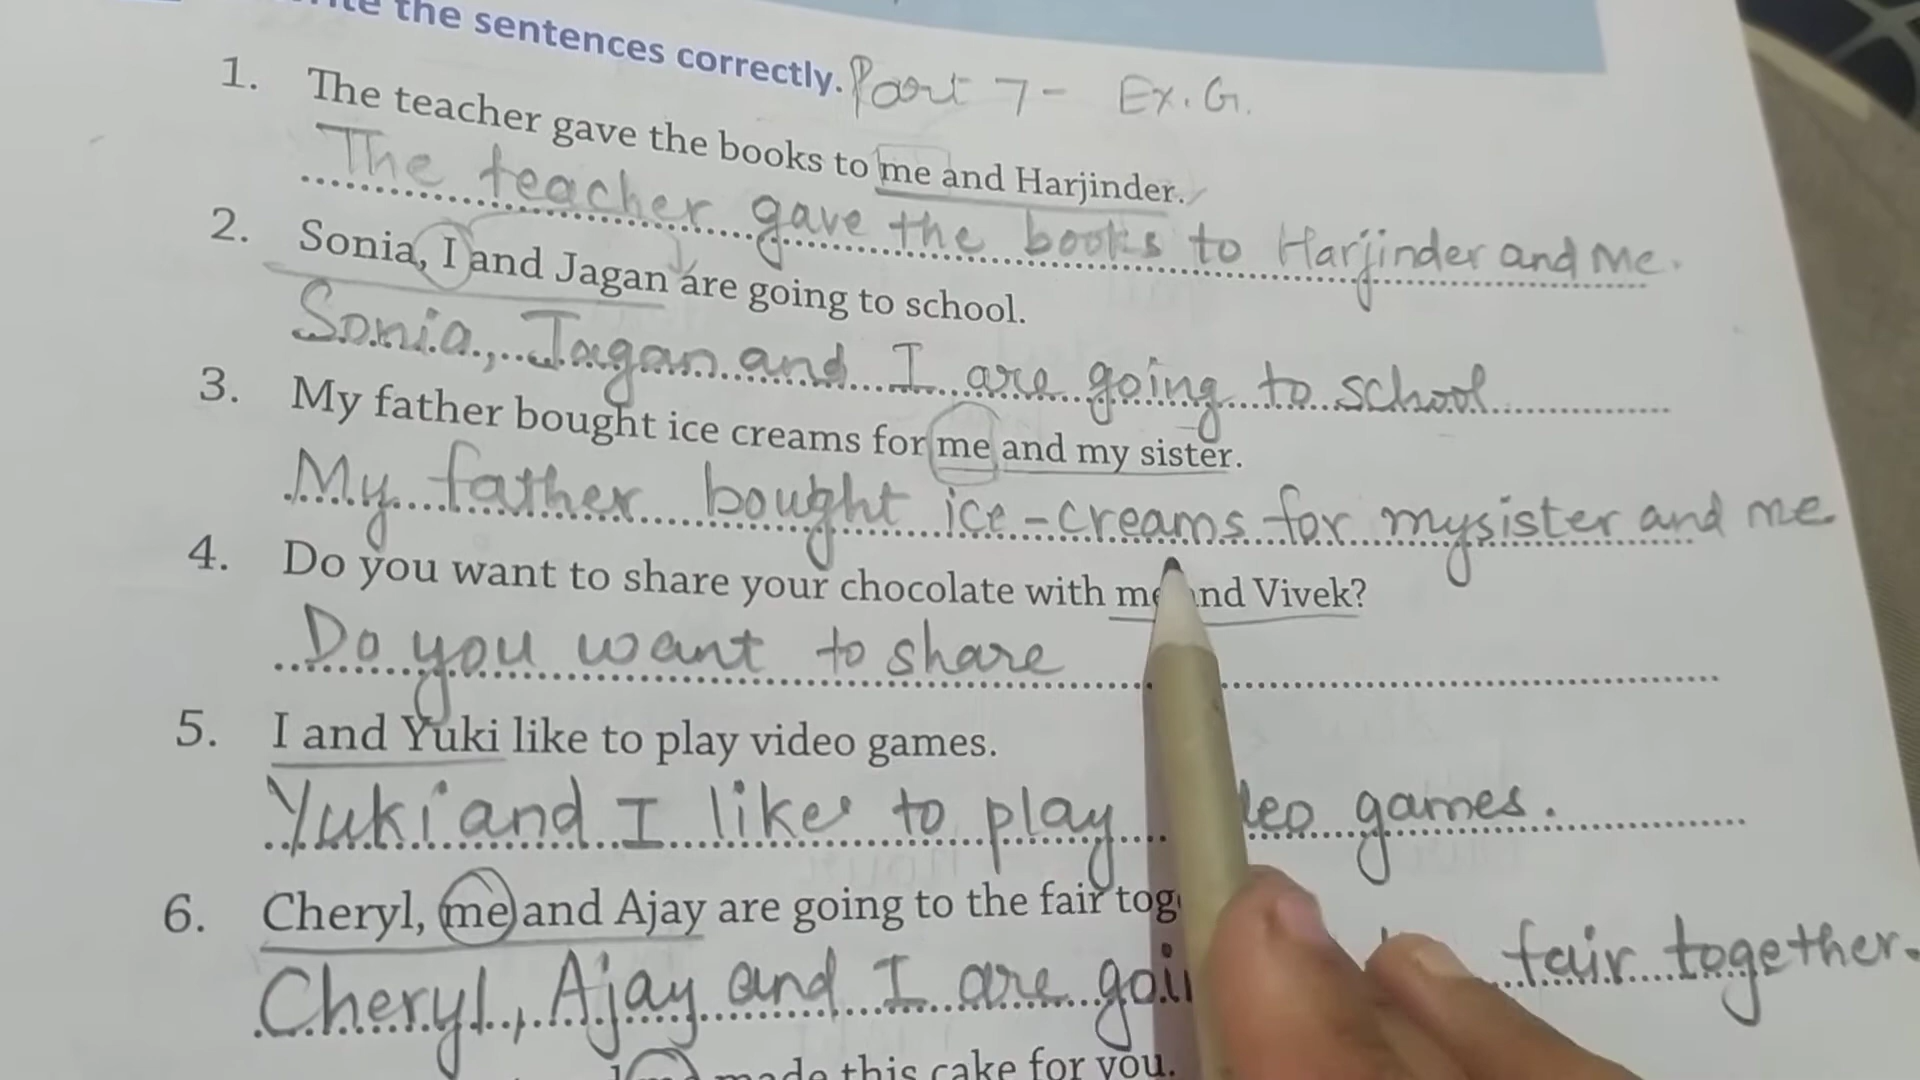 the sentences correctly. Part 7 - Ex. G.
1. The teacher gave the books to me and Harjinder.
The teacher gave the books to Harjinder and me.
2. Sonia, I and Jagan are going to school.
Sonia, Jagan and I are going to school
3. My father bought ice creams for me and my sister.
My father bought ice-creams for my sister and me
4. Do you want to share your chocolate with me and Vivek?
Do you want to share
5. I and Yuki like to play video games.
Yuki and I like to play games.
6. Cheryl, me and Ajay are going to the fair
Cheryl, Ajay and I are fair together.
made this cake for you.